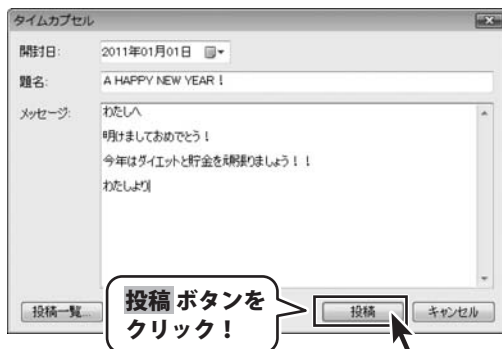 タイムカプセル
開封日: 2011年01月01日
題名: A HAPPY NEW YEAR！
メッセージ: わたしへ
明けましておめでとう！
今年はダイエットと貯金を頑張りましょう！！
わたしより
投稿ボタンを
クリック！
投稿一覧... 投稿 キャンセル